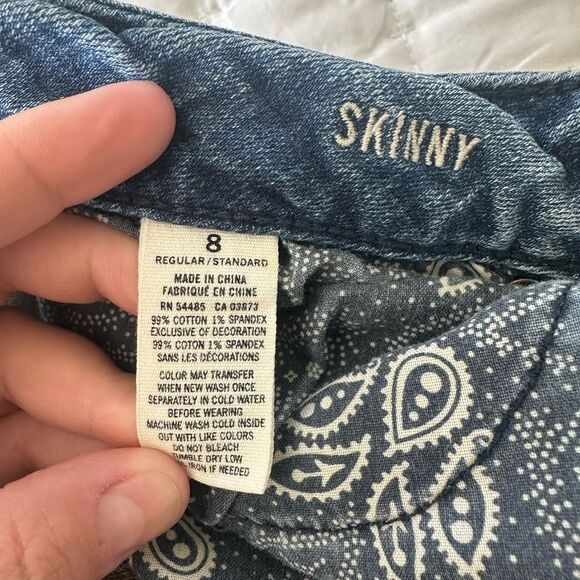 SKINNY
8
REGULAR/STANDARD
MADE IN CHINA
FABRIQUÉ EN CHINE
RN 54485 CA 03873
99% COTTON 1% SPANDEX
EXCLUSIVE OF DECORATION
99% COTTON 1% SPANDEX
SANS LES DÉCORATIONS
COLOR MAY TRANSFER
WHEN NEW WASH ONCE
SEPARATELY IN COLD WATER
BEFORE WEARING
MACHINE WASH COLD INSIDE
OUT WITH LIKE COLORS
DO NOT BLEACH
TUMBLE DRY LOW
IRON IF NEEDED